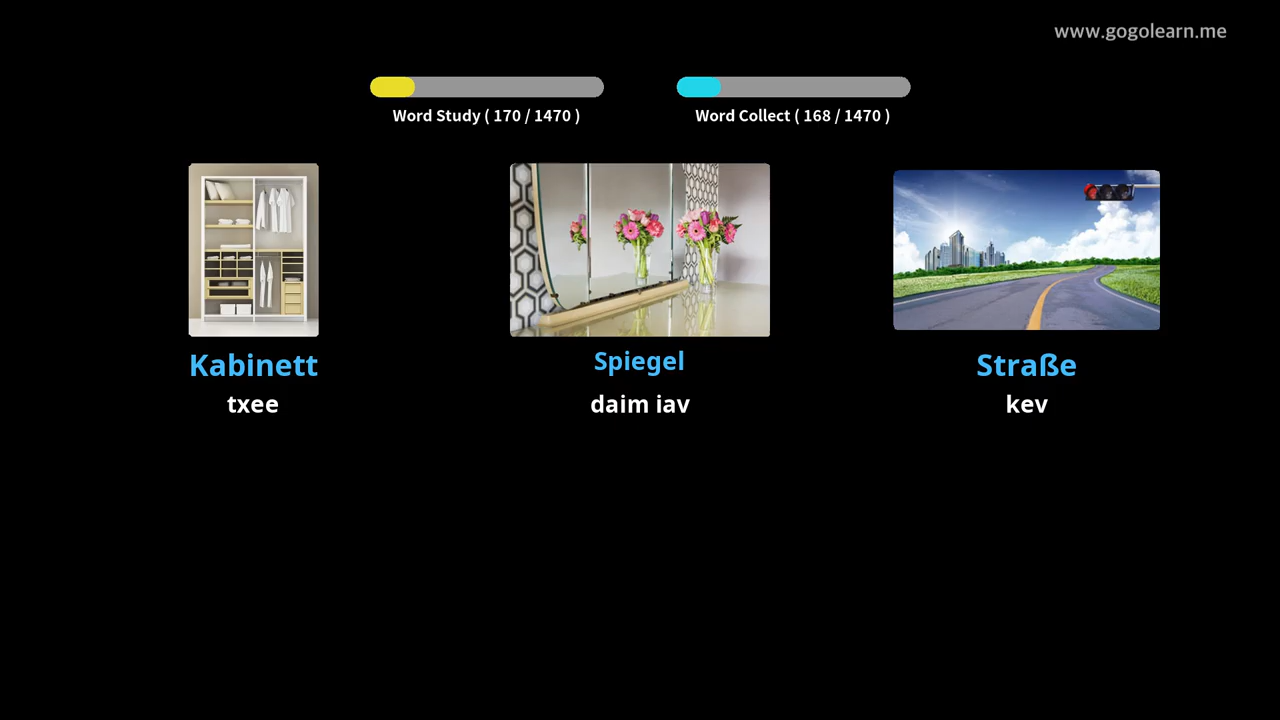 www.gogolearn.me
Word Study ( 170 / 1470 )
Word Collect ( 168 / 1470 )
Kabinett
txee
Spiegel
daim iav
Straße
kev